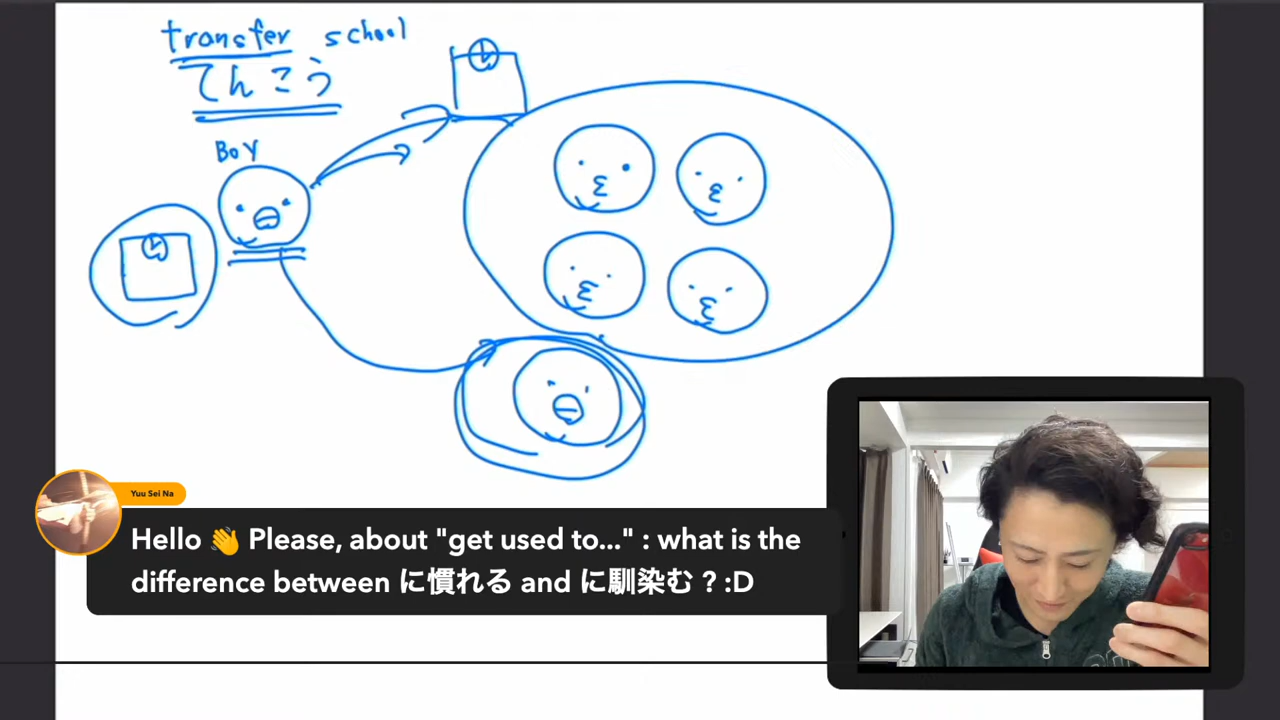 transfer school
てんこう
BoY
Yuu Sei Na
Hello 👋 Please, about "get used to..." : what is the
difference between に慣れる and に馴染む ? :D